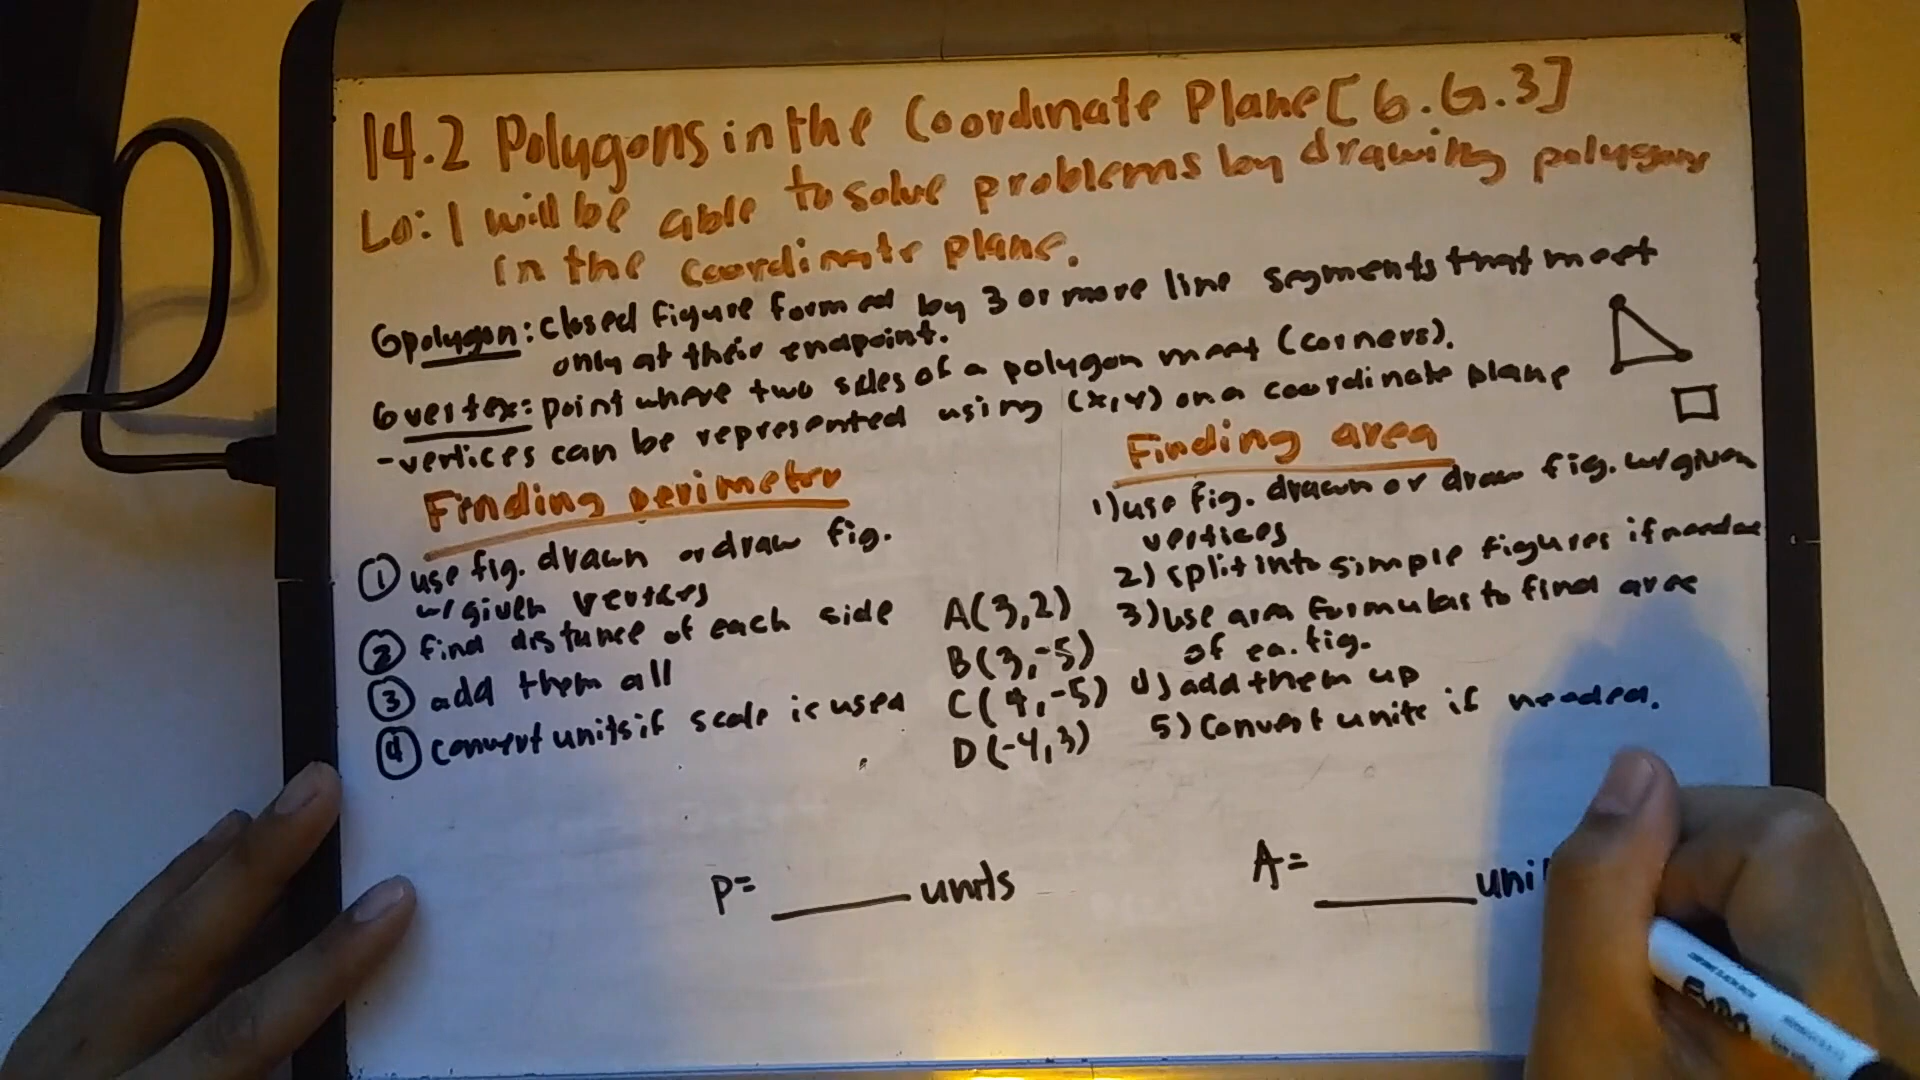 14.2 Polygons in the Coordinate Plane [6.G.3]
LO: I will be able to solve problems by drawing polygons
in the coordinate plane.
polygon: closed figure formed by 3 or more line segments that meet
only at their endpoint.
vertex: point where two sides of a polygon meet (corners).
-vertices can be represented using (x,y) on a coordinate plane
Finding perimeter
① use fig. drawn or draw fig.
w/ given vertices
② find distance of each side
③ add them all
④ convert units if scale is used
A(3,2)
B(3,-5)
C(4,-5)
D(-4,3)
Finding area
1) use fig. drawn or draw fig. w/ given
vertices
2) split into simple figures if needed
3) use area formulas to find area
of ea. fig.
4) add them up
5) Convert units if needed.
P= ______ units
A= ______ uni